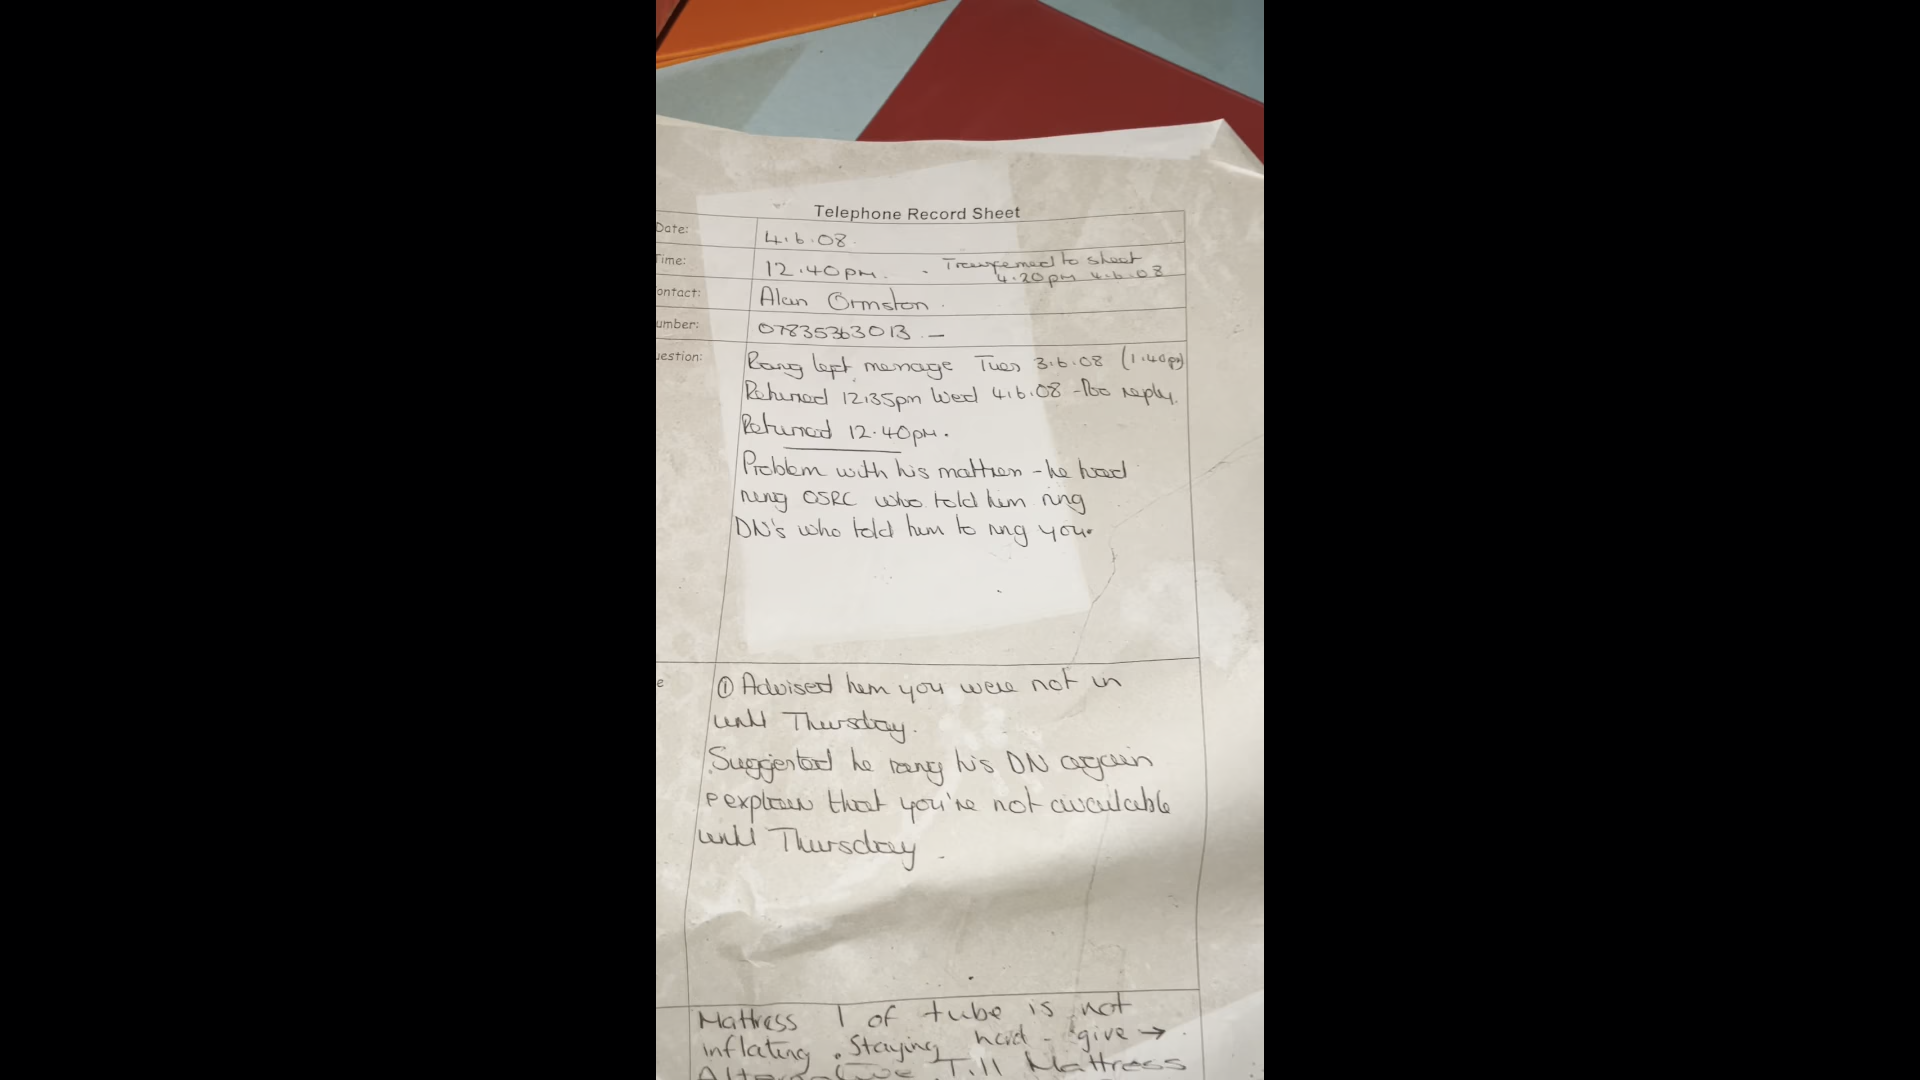 Telephone Record Sheet
Date: 4.6.08.
Time: 12.40pm. - Transferred to sheet
4.20pm 4.6.08
ontact: Alan Ormston.
umber: 07835363013 -
uestion: Rang left message Tues 3.6.08 (1.40pm)
Returned 12.35pm Wed 4.6.08 - No reply.
Returned 12.40pm.
Problem with his mattress - he had
rung OSRC who told him ring
DN's who told him to ring you.
e ① Advised him you were not in
until Thursday.
Suggested he rang his DN again
explain that you're not available
until Thursday.
Mattress 1 of tube is not
inflating. Staying hard - give →
Till Mattress